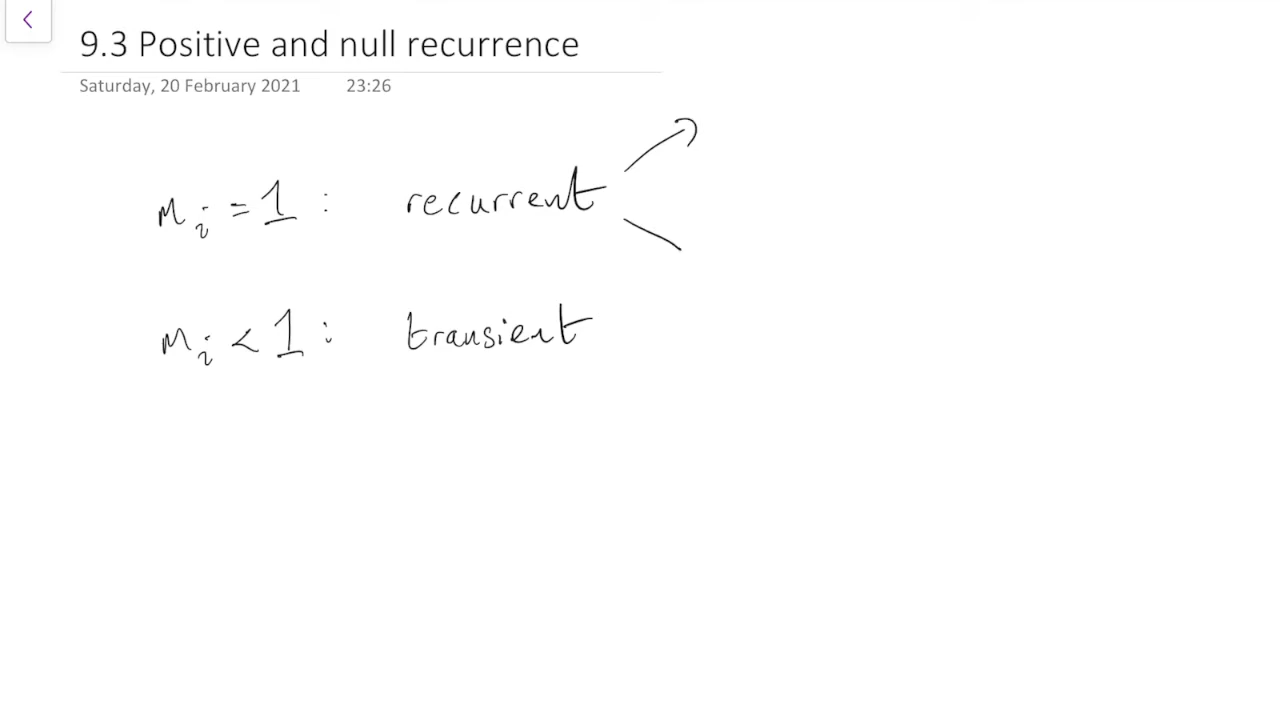 9.3 Positive and null recurrence
Saturday, 20 February 2021 23:26
m_i = 1 : recurrent
m_i < 1 : transient